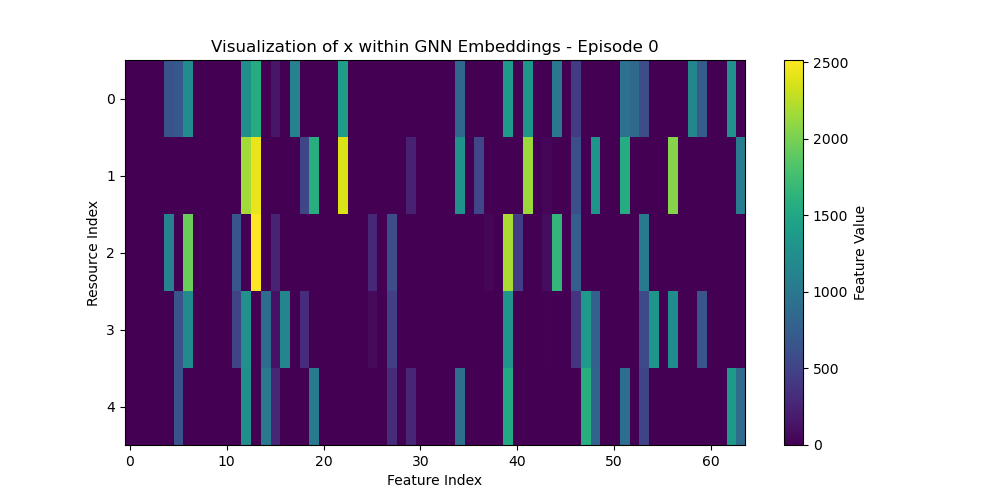 Visualization of x within GNN Embeddings - Episode 0
Resource Index
0
1
2
3
4
0 10 20 30 40 50 60
Feature Index
2500
2000
1500
1000
500
0
Feature Value